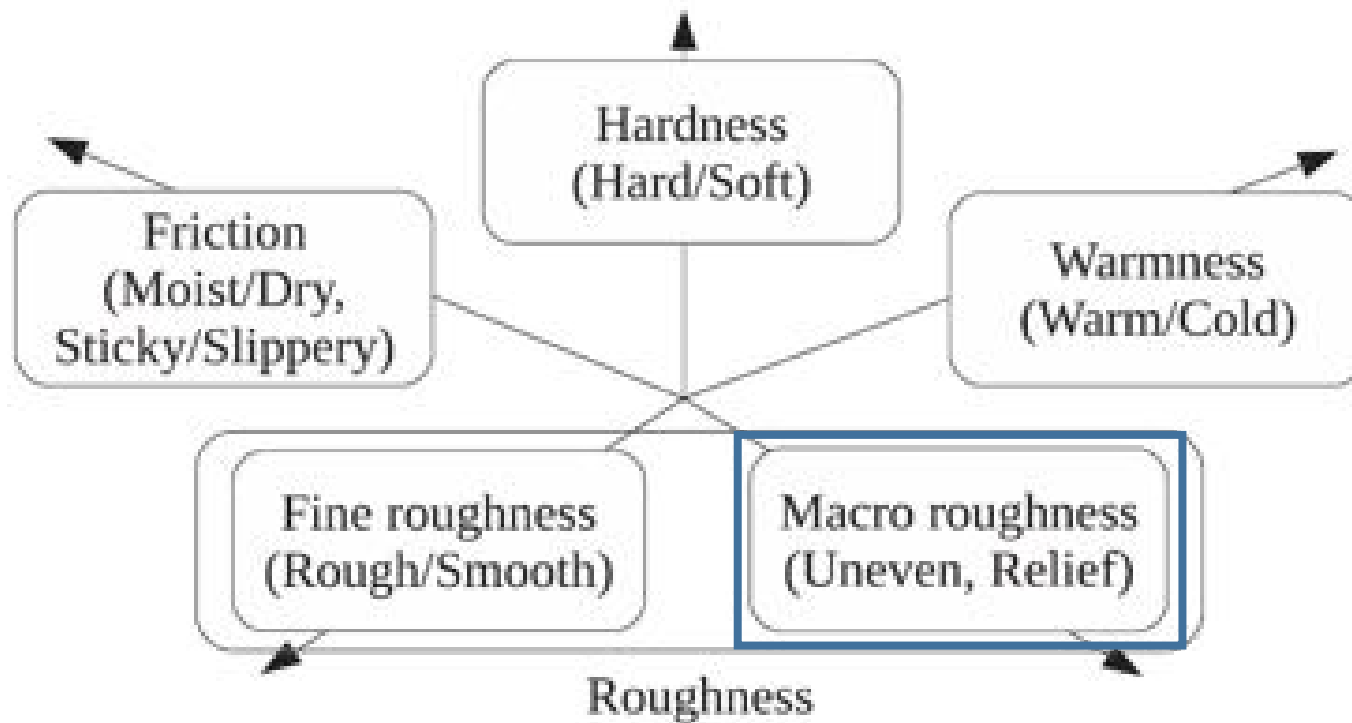 Hardness
(Hard/Soft)
Friction
(Moist/Dry,
Sticky/Slippery)
Warmness
(Warm/Cold)
Fine roughness
(Rough/Smooth)
Macro roughness
(Uneven, Relief)
Roughness